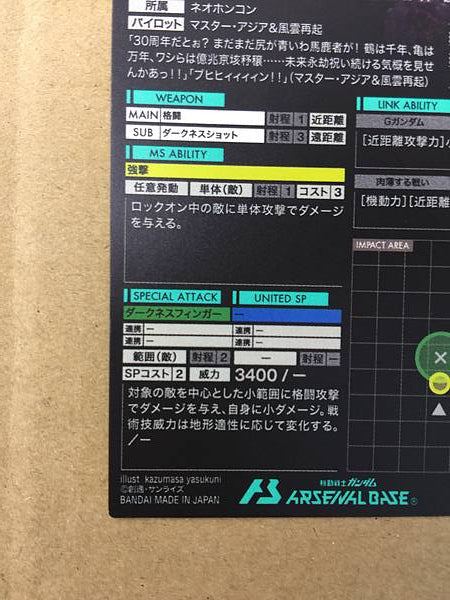 所属 ネオホンコン
パイロット マスター・アジア&風雲再起
「30周年だとぉ? まだまだ尻が青いわ馬鹿者が! 鶴は千年、亀は
万年、ワシらは億兆京垓秭穣……未来永劫祝い続ける気概を見せ
んかあっ!!」「ブヒヒィィィィン!!」(マスター・アジア&風雲再起)
WEAPON
MAIN 格闘 射程 1 近距離
SUB ダークネスショット 射程 3 遠距離
MS ABILITY
強撃
任意発動 単体(敵) 射程 1 コスト 3
ロックオン中の敵に単体攻撃でダメージ
を与える。
LINK ABILITY
Gガンダム
[近距離攻撃力]
肉薄する戦い
[機動力][近距離
IMPACT AREA
SPECIAL ATTACK UNITED SP
ダークネスフィンガー ー
連携 ー 連携 ー
連携 ー 連携 ー
範囲(敵) 射程 2 ー 射程 ー
SPコスト 2 威力 3400/ー
対象の敵を中心とした小範囲に格闘攻撃
でダメージを与え、自身に小ダメージ。戦
術技威力は地形適性に応じて変化する。
/ー
illust kazumasa yasukuni
©創通・サンライズ
BANDAI MADE IN JAPAN
機動戦士ガンダム
ARSENAL BASE